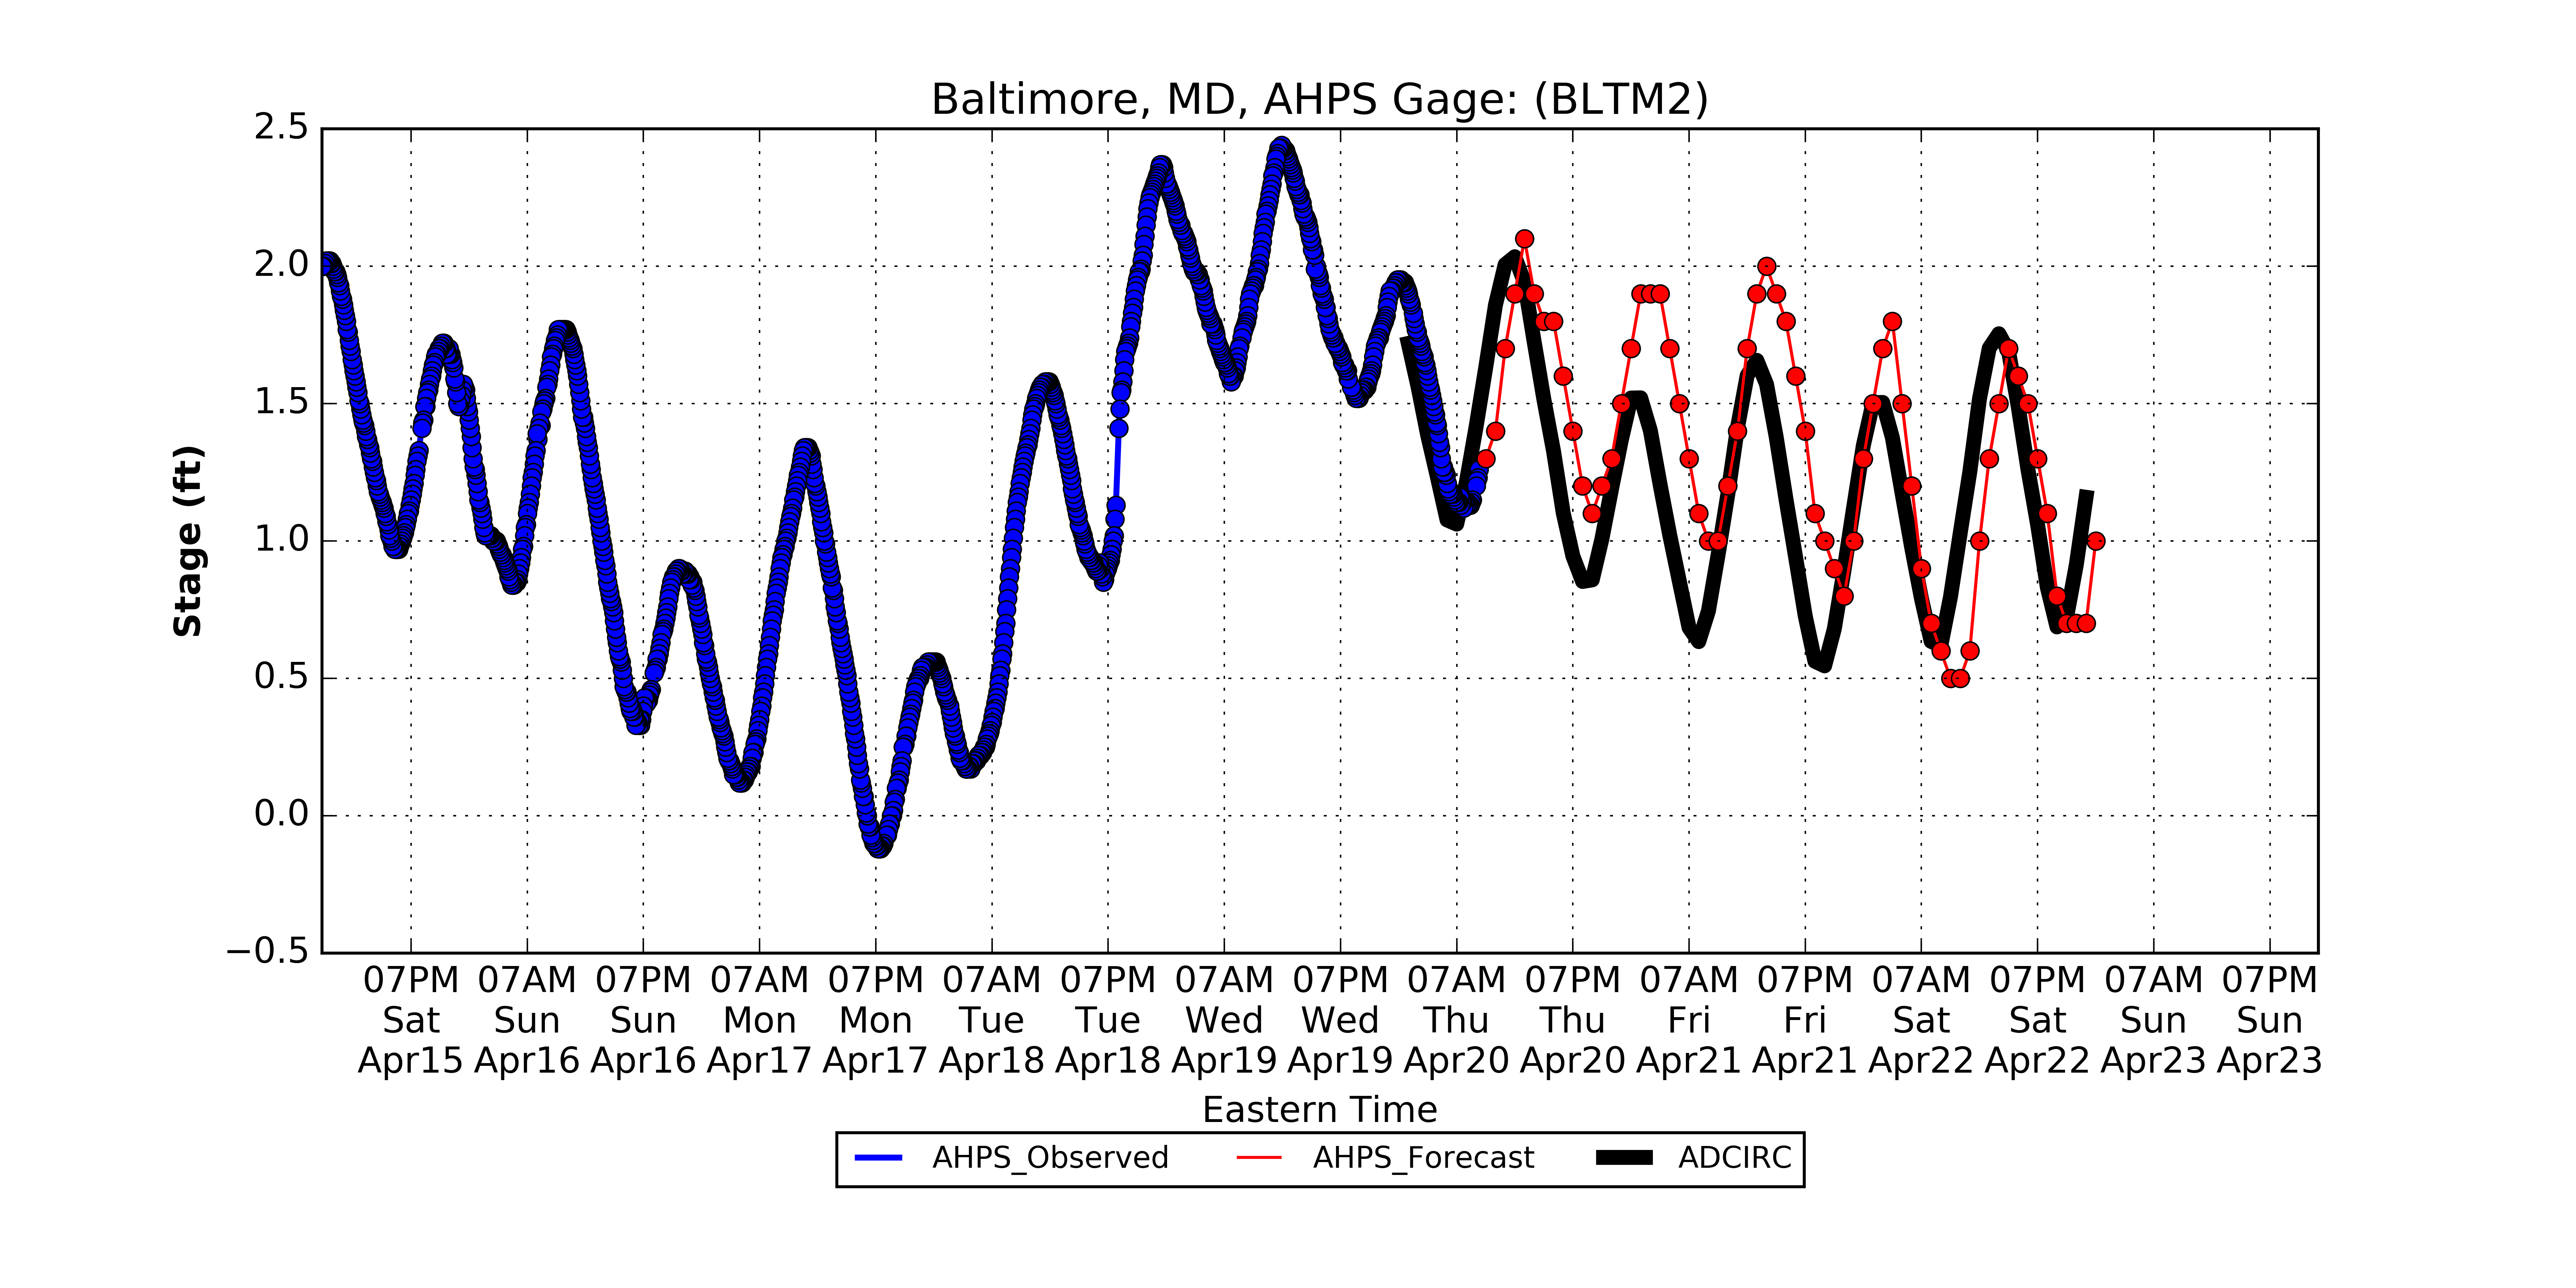 Baltimore, MD, AHPS Gage: (BLTM2)
2.5
2.0
1.5
1.0
0.5
0.0
−0.5
Stage (ft)
07PM 07AM 07PM 07AM 07PM 07AM 07PM 07AM 07PM 07AM 07PM 07AM 07PM 07AM 07PM 07AM 07PM
Sat Sun Sun Mon Mon Tue Tue Wed Wed Thu Thu Fri Fri Sat Sat Sun Sun
Apr15 Apr16 Apr16 Apr17 Apr17 Apr18 Apr18 Apr19 Apr19 Apr20 Apr20 Apr21 Apr21 Apr22 Apr22 Apr23 Apr23
Eastern Time
AHPS_Observed AHPS_Forecast ADCIRC